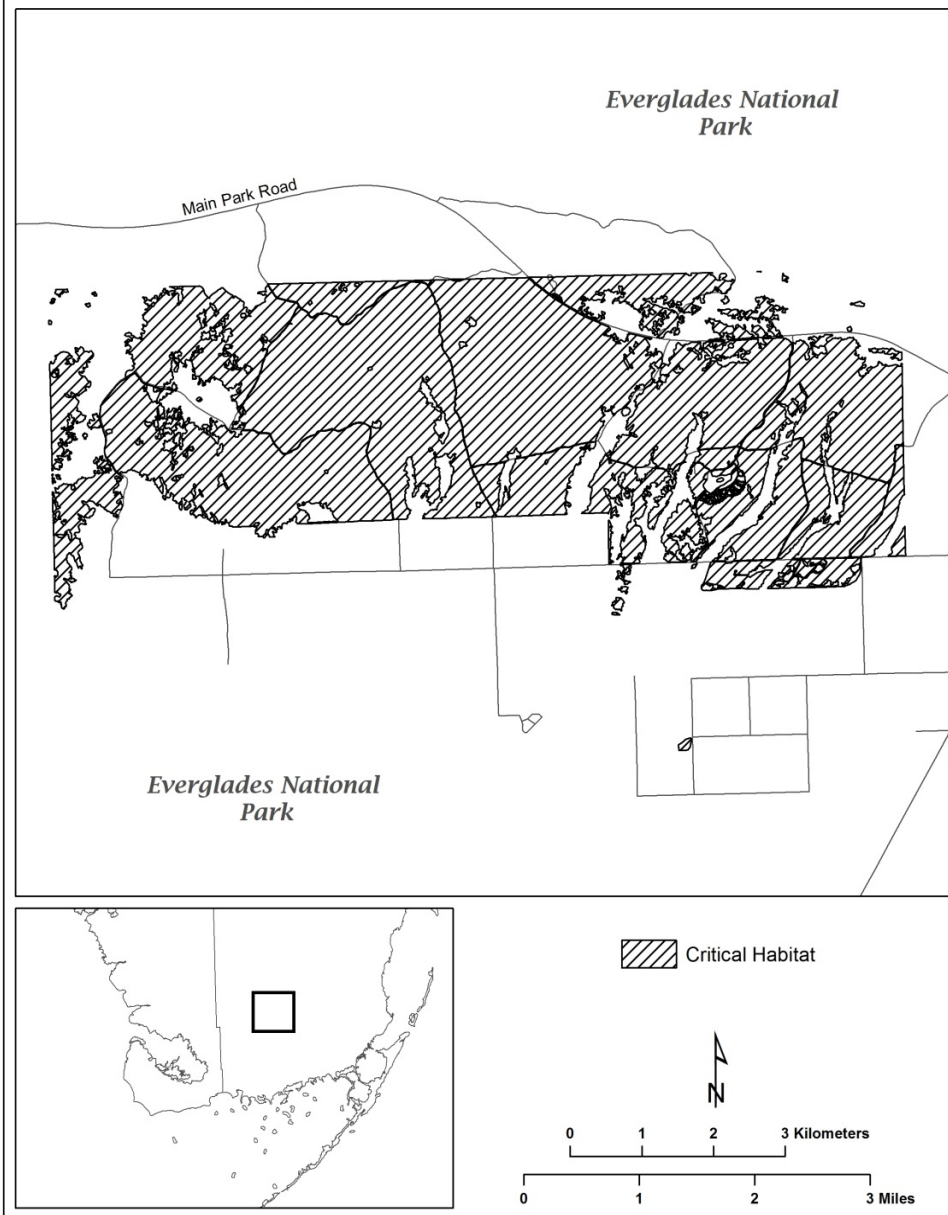 Everglades National
Park
Main Park Road
Everglades National
Park
Critical Habitat
N
0 1 2 3 Kilometers
0 1 2 3 Miles